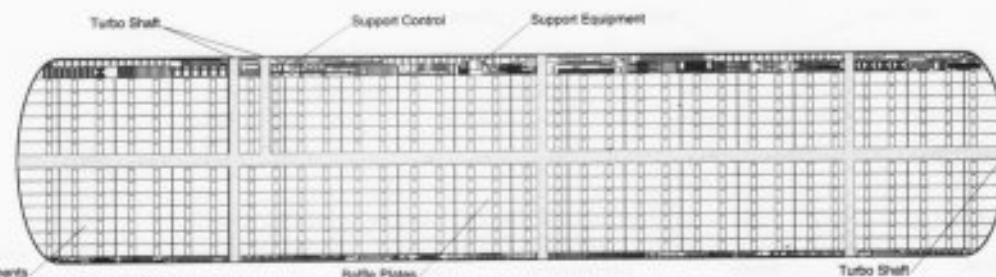 Turbo Shaft
Support Control
Support Equipment
Baffle Plates
Turbo Shaft